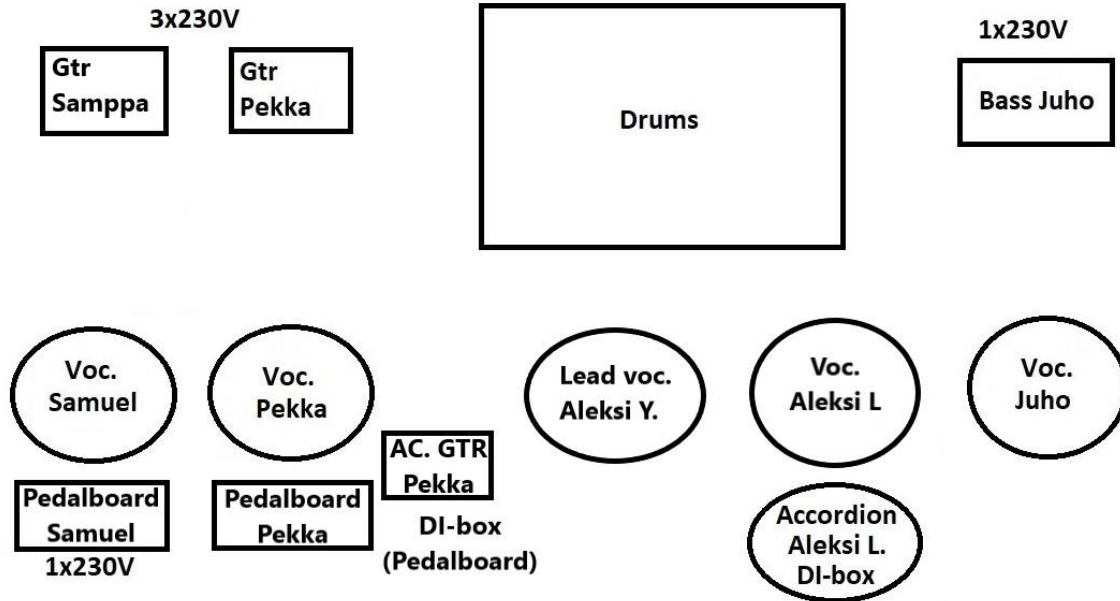 3x230V
1x230V
Gtr
Samppa
Gtr
Pekka
Drums
Bass Juho
Voc.
Samuel
Voc.
Pekka
Lead voc.
Aleksi Y.
Voc.
Aleksi L
Voc.
Juho
AC. GTR
Pekka
Pedalboard
Samuel
Pedalboard
Pekka
DI-box
(Pedalboard)
Accordion
Aleksi L.
DI-box
1x230V